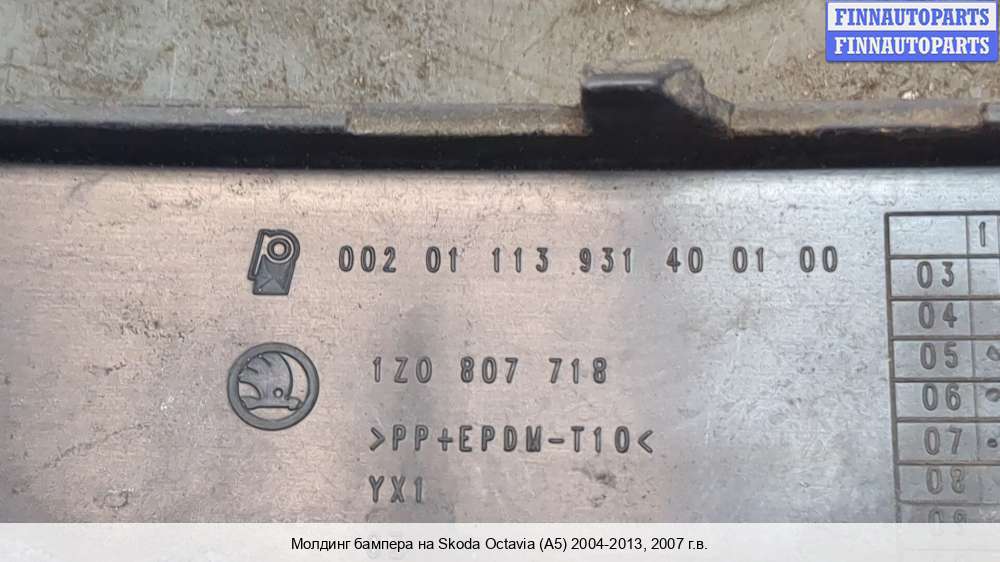 FINNAUTOPARTS
FINNAUTOPARTS
002 01 113 931 40 01 00
1Z0 807 718
>PP+EPDM-T10<
YX1
1
03
04
05
06
07
08
Молдинг бампера на Skoda Octavia (A5) 2004-2013, 2007 г.в.